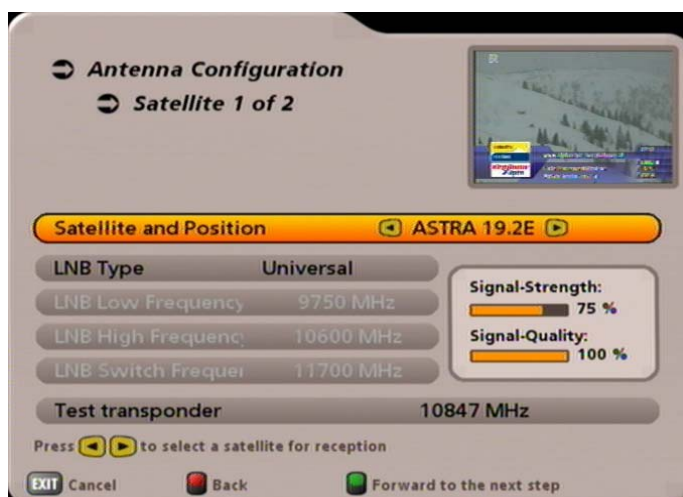 Antenna Configuration
Satellite 1 of 2
Satellite and Position ASTRA 19.2E
LNB Type Universal
LNB Low Frequency 9750 MHz
LNB High Frequenc 10600 MHz
LNB Switch Frequer 11700 MHz
Signal-Strength:
75 %
Signal-Quality:
100 %
Test transponder 10847 MHz
Press to select a satellite for reception
EXIT Cancel Back Forward to the next step